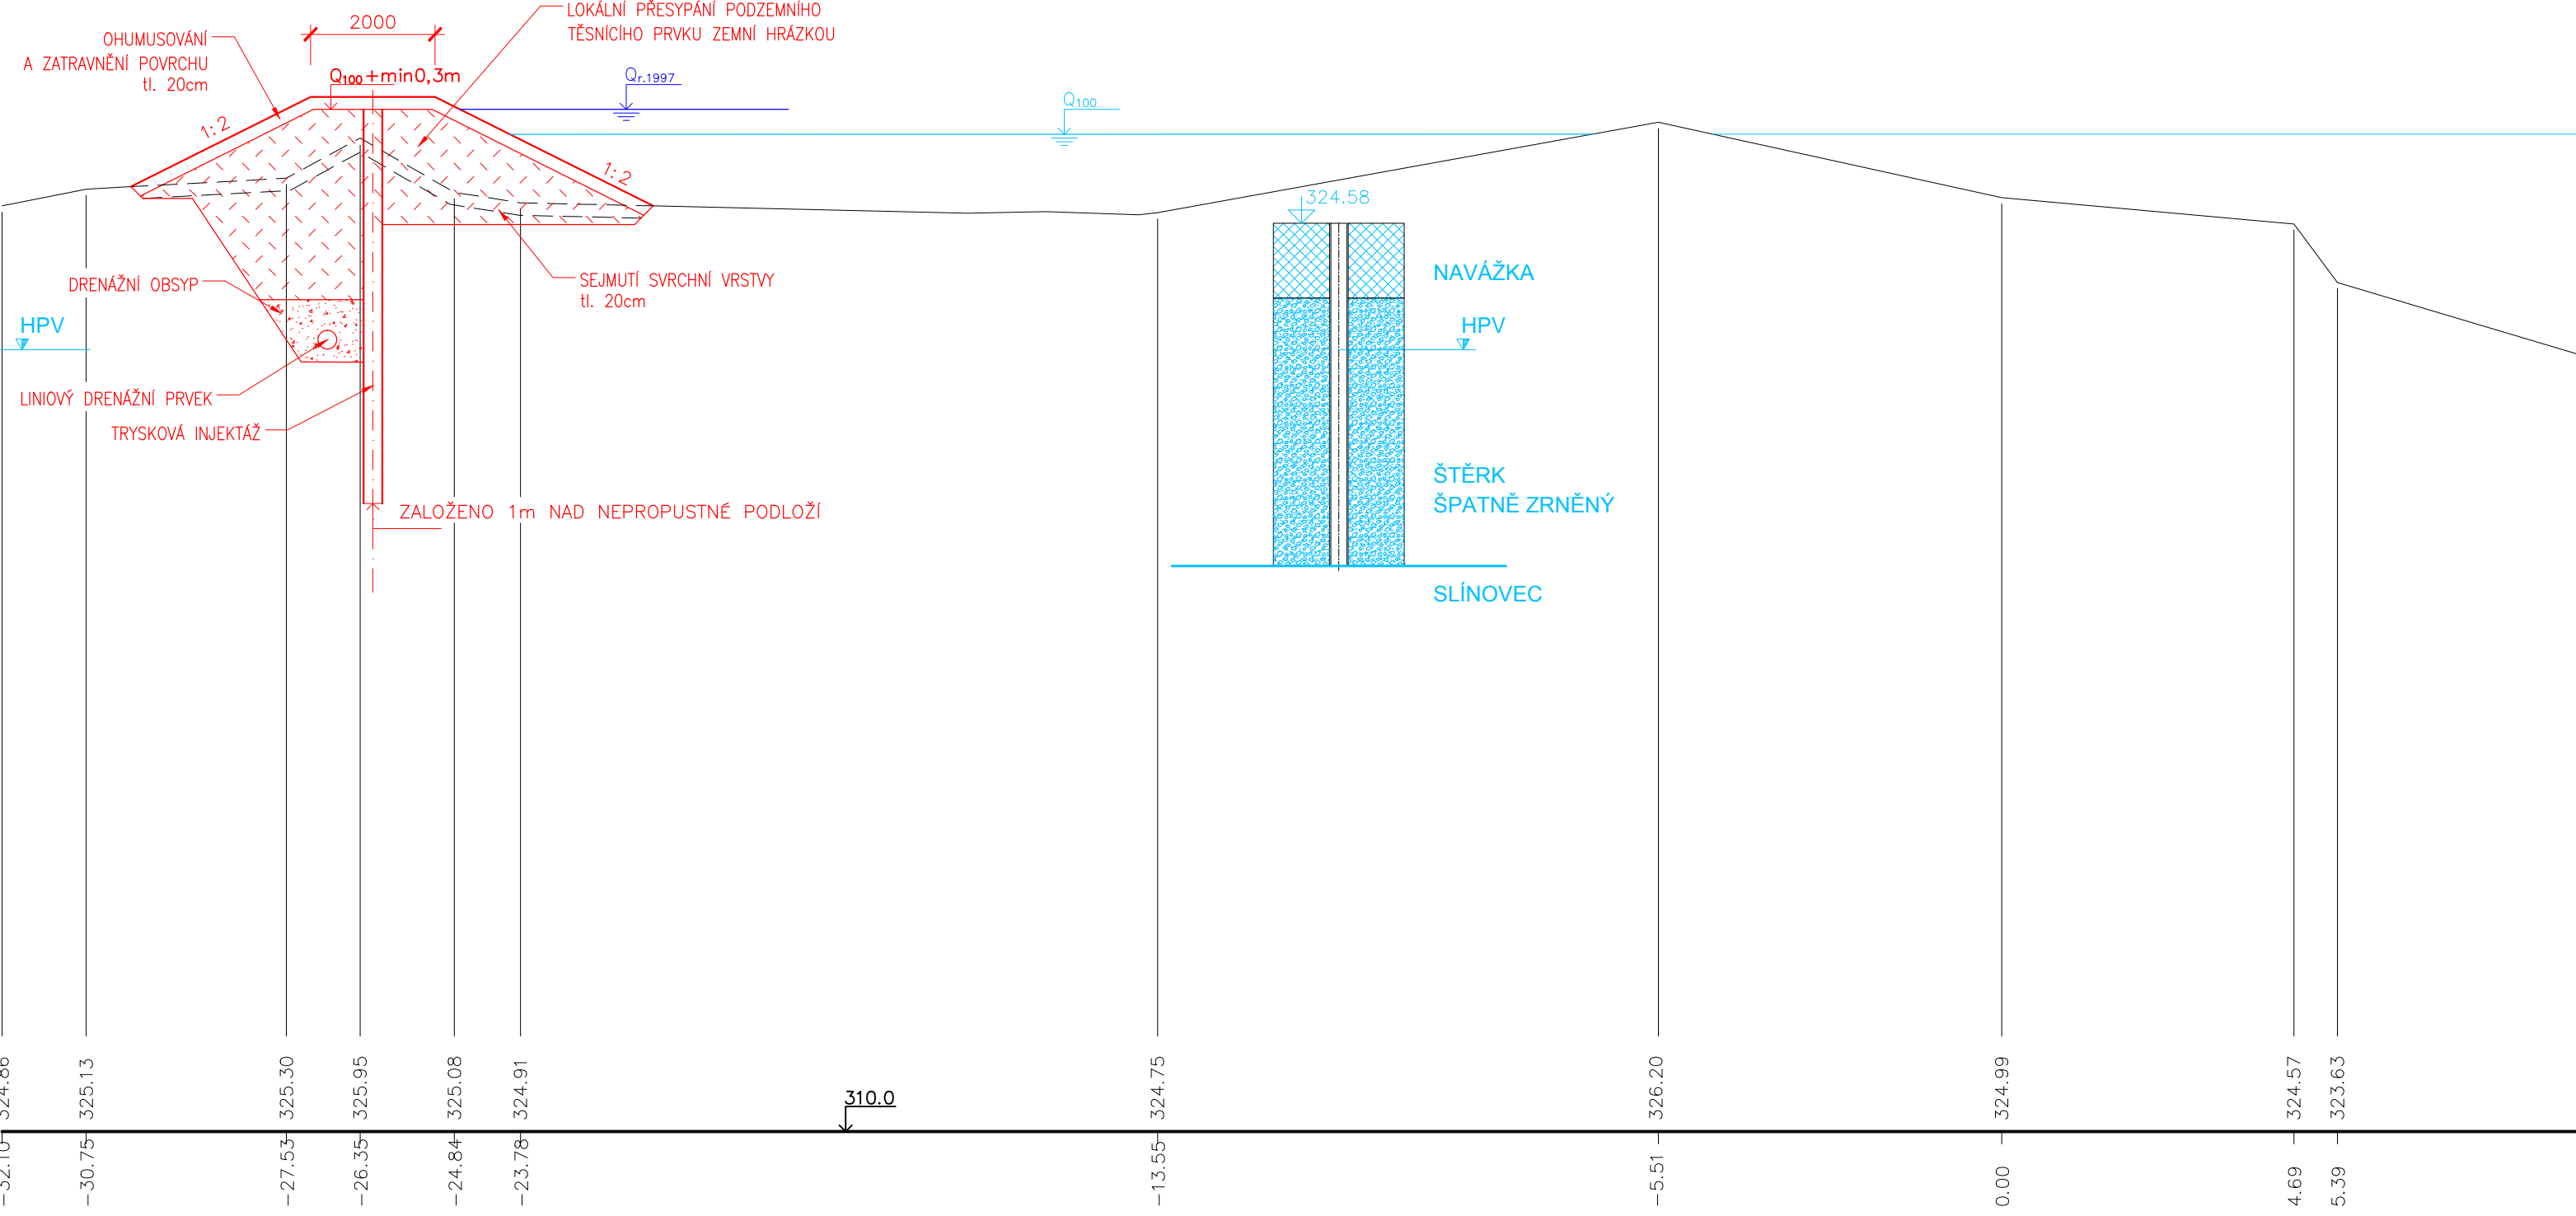 LOKÁLNÍ PŘESYPÁNÍ PODZEMNÍHO
TĚSNÍCÍHO PRVKU ZEMNÍ HRÁZKOU
2000
OHUMUSOVÁNÍ
A ZATRAVNĚNÍ POVRCHU
tl. 20cm
Q100+min0,3m
Qr.1997
Q100
1:2
1:2
324.58
NAVÁŽKA
SEJMUTÍ SVRCHNÍ VRSTVY
tl. 20cm
DRENÁŽNÍ OBSYP
HPV
HPV
LINIOVÝ DRENÁŽNÍ PRVEK
TRYSKOVÁ INJEKTÁŽ
ŠTĚRK
ŠPATNĚ ZRNĚNÝ
ZALOŽENO 1m NAD NEPROPUSTNÉ PODLOŽÍ
SLÍNOVEC
324.86
325.13
325.30
325.95
325.08
324.91
324.75
326.20
324.99
324.57
323.63
310.0
-32.10
-30.75
-27.53
-26.35
-24.84
-23.78
-13.55
-5.51
0.00
4.69
5.39